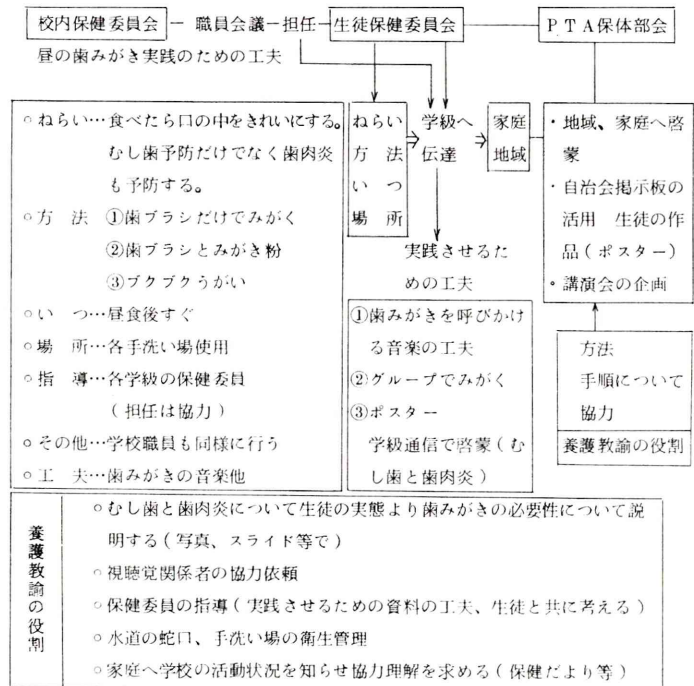 校内保健委員会 ― 職員会議―担任―生徒保健委員会 PTA保体部会
昼の歯みがき実践のための工夫
○ねらい…食べたら口の中をきれいにする。
むし歯予防だけでなく歯肉炎
も予防する。
○方 法 ①歯ブラシだけでみがく
②歯ブラシとみがき粉
③ブクブクうがい
○い つ…昼食後すぐ
○場 所…各手洗い場使用
○指 導…各学級の保健委員
(担任は協力)
○その他…学校職員も同様に行う
○工 夫…歯みがきの音楽他
ねらい
方 法
い つ
場 所
学級へ
伝達
家庭
地域
実践させるた
めの工夫
①歯みがきを呼びかけ
る音楽の工夫
②グループでみがく
③ポスター
学級通信で啓蒙(む
し歯と歯肉炎)
・地域、家庭へ啓
蒙
・自治会掲示板の
活用 生徒の作
品(ポスター)
・講演会の企画
方法
手順について
協力
養護教諭の役割
養護教諭の役割
○むし歯と歯肉炎について生徒の実態より歯みがきの必要性について説
明する(写真、スライド等で)
○視聴覚関係者の協力依頼
○保健委員の指導(実践させるための資料の工夫、生徒と共に考える)
○水道の蛇口、手洗い場の衛生管理
○家庭へ学校の活動状況を知らせ協力理解を求める(保健だより等)